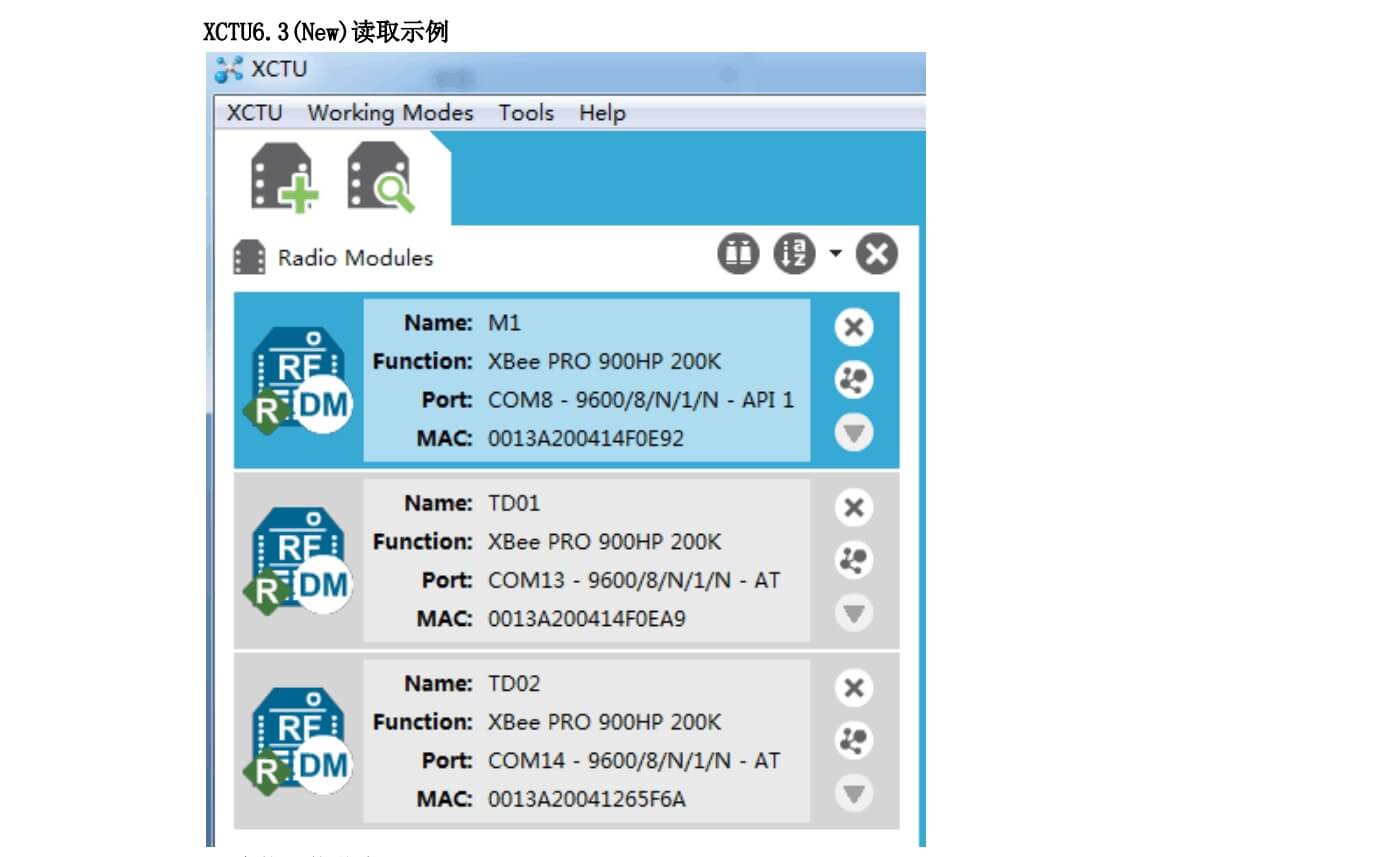 XCTU6.3(New)读取示例
XCTU
XCTU Working Modes Tools Help
Radio Modules
Name: M1
Function: XBee PRO 900HP 200K
Port: COM8 - 9600/8/N/1/N - API 1
MAC: 0013A200414F0E92
RF
R DM
Name: TD01
Function: XBee PRO 900HP 200K
Port: COM13 - 9600/8/N/1/N - AT
MAC: 0013A200414F0EA9
RF
R DM
Name: TD02
Function: XBee PRO 900HP 200K
Port: COM14 - 9600/8/N/1/N - AT
MAC: 0013A20041265F6A
RF
R DM